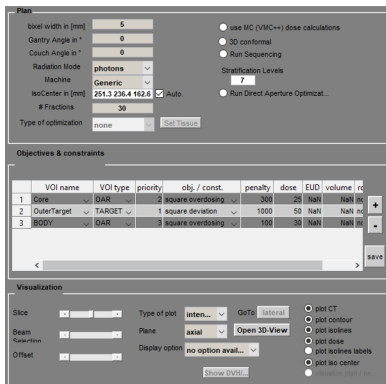 Plan
bixel width in [mm] 5
Gantry Angle in ° 0
Couch Angle in ° 0
Radiation Mode photons
Machine Generic
IsoCenter in [mm] 251.3 236.4 162.6 Auto.
# Fractions 30
Type of optimization none Set Tissue
use MC (VMC++) dose calculations
3D conformal
Run Sequencing
Stratification Levels
7
Run Direct Aperture Optimizat...
Objectives & constraints
VOI name VOI type priority obj. / const. penalty dose EUD volume
1 Core OAR 2 square overdosing 300 25 NaN NaN
2 OuterTarget TARGET 1 square deviation 1000 50 NaN NaN
3 BODY OAR 3 square overdosing 100 30 NaN NaN
+
-
save
Visualization
Slice
Beam
Selection
Offset
Type of plot inten... GoTo lateral
Plane axial Open 3D-View
Display option no option avail...
Show DVH/...
plot CT
plot contour
plot isolines
plot dose
plot isolines labels
plot iso center